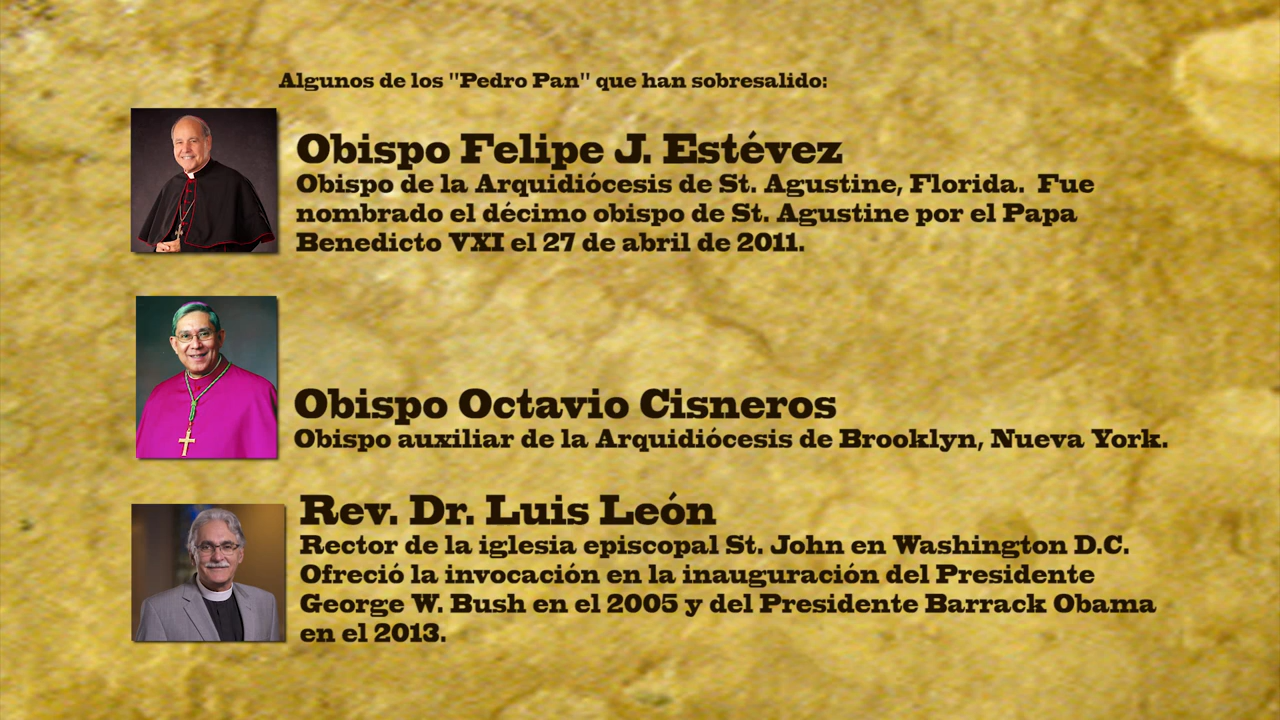 Algunos de los "Pedro Pan" que han sobresalido:
Obispo Felipe J. Estévez
Obispo de la Arquidiócesis de St. Agustine, Florida.  Fue
nombrado el décimo obispo de St. Agustine por el Papa
Benedicto VXI el 27 de abril de 2011.
Obispo Octavio Cisneros
Obispo auxiliar de la Arquidiócesis de Brooklyn, Nueva York.
Rev. Dr. Luis León
Rector de la iglesia episcopal St. John en Washington D.C.
Ofreció la invocación en la inauguración del Presidente
George W. Bush en el 2005 y del Presidente Barrack Obama
en el 2013.